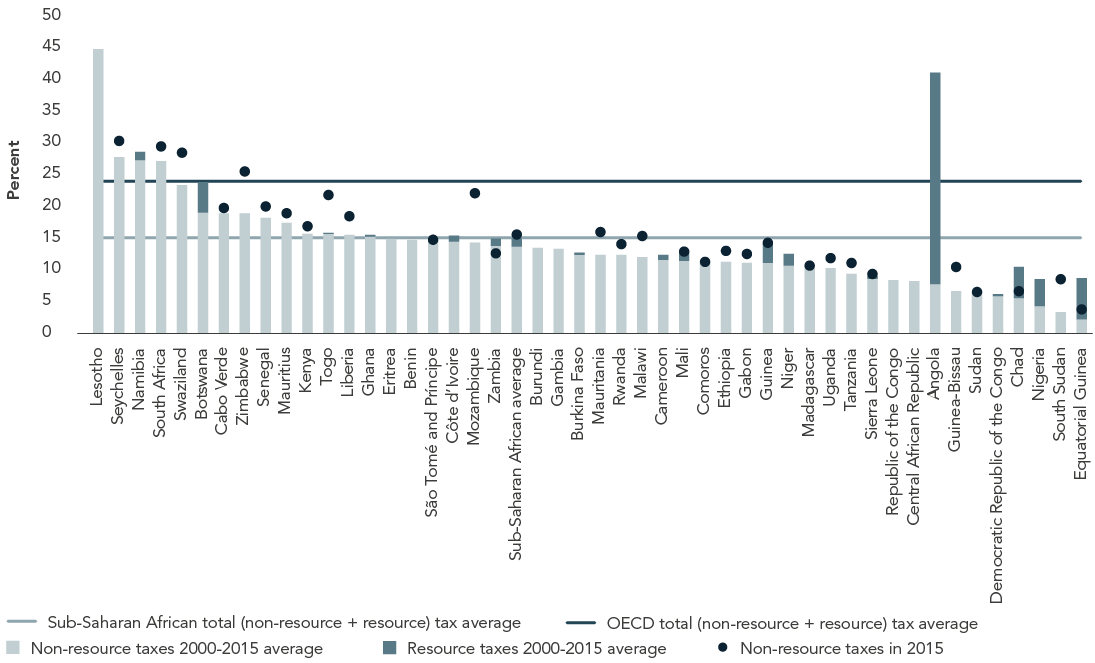 50
45
40
35
30
25
20
15
10
5
0
Percent
Lesotho
Seychelles
Namibia
South Africa
Swaziland
Botswana
Cabo Verde
Zimbabwe
Senegal
Mauritius
Kenya
Togo
Liberia
Ghana
Eritrea
Benin
São Tomé and Príncipe
Côte d'Ivoire
Mozambique
Zambia
Sub-Saharan African average
Burundi
Gambia
Burkina Faso
Mauritania
Rwanda
Malawi
Cameroon
Mali
Comoros
Ethiopia
Gabon
Guinea
Niger
Madagascar
Uganda
Tanzania
Sierra Leone
Republic of the Congo
Central African Republic
Angola
Guinea-Bissau
Sudan
Democratic Republic of the Congo
Chad
Nigeria
South Sudan
Equatorial Guinea
Sub-Saharan African total (non-resource + resource) tax average
OECD total (non-resource + resource) tax average
Non-resource taxes 2000-2015 average
Resource taxes 2000-2015 average
Non-resource taxes in 2015